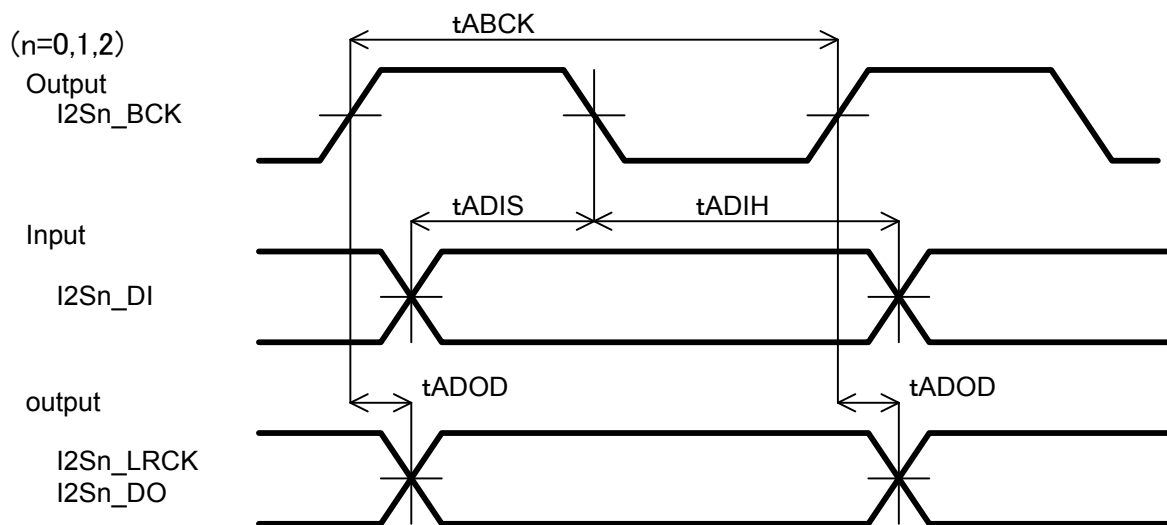 tABCK
(n=0,1,2)
Output
I2Sn_BCK
tADIS
tADIH
Input
I2Sn_DI
tADOD
tADOD
output
I2Sn_LRCK
I2Sn_DO